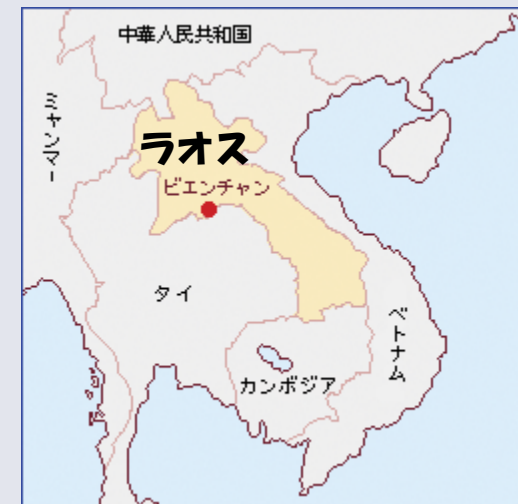 中華人民共和国
ミャンマー
ラオス
ビエンチャン
タイ
ベトナム
カンボジア